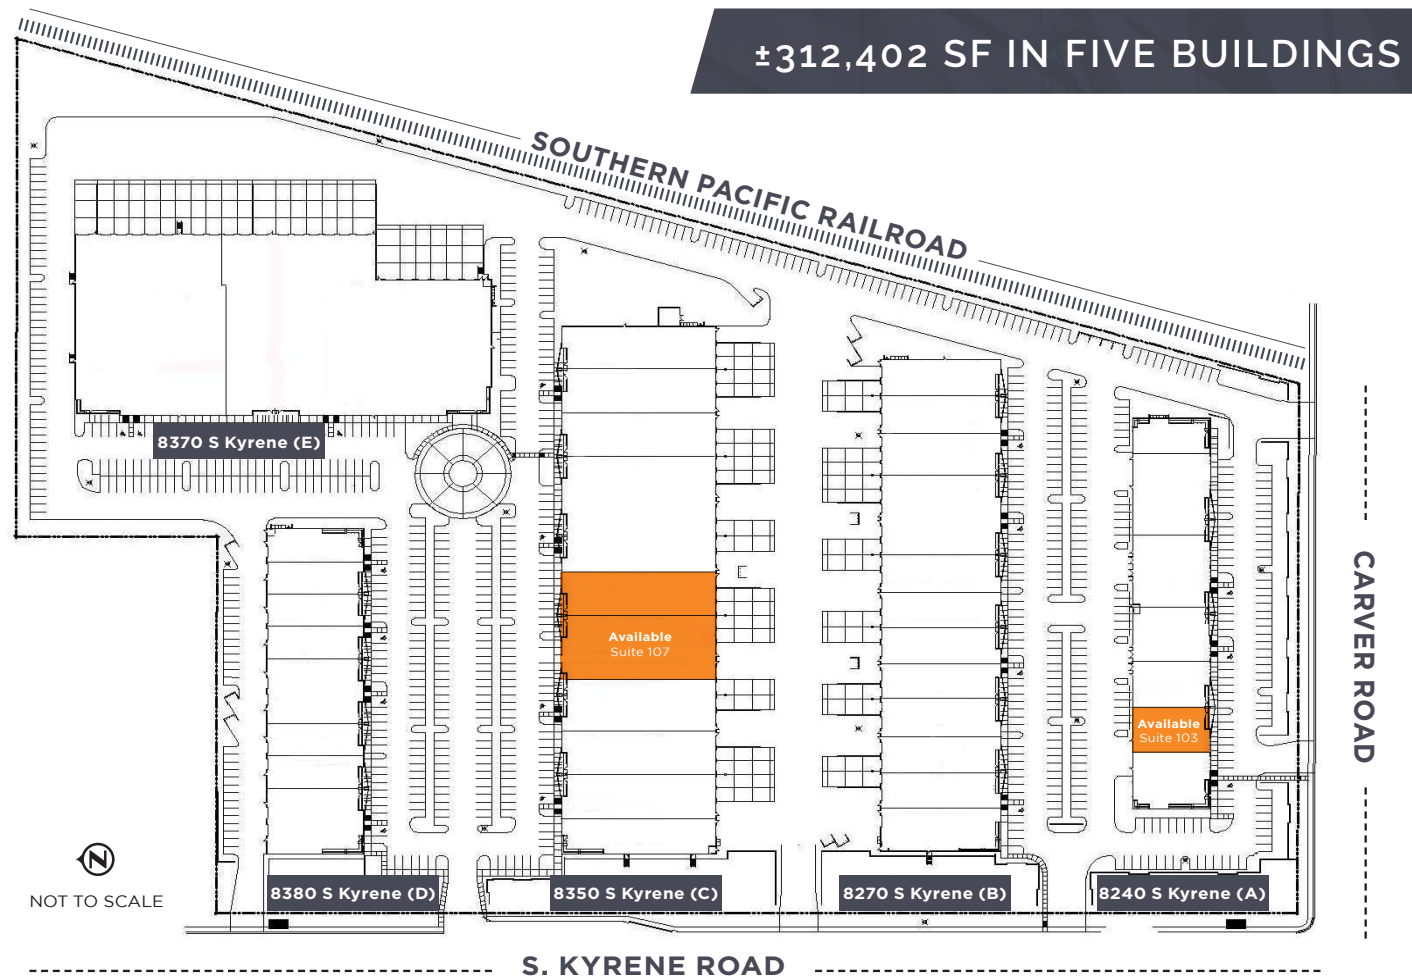 ±312,402 SF IN FIVE BUILDINGS
SOUTHERN PACIFIC RAILROAD
8370 S Kyrene (E)
Available
Suite 107
Available
Suite 103
CARVER ROAD
N
NOT TO SCALE
8380 S Kyrene (D)
8350 S Kyrene (C)
8270 S Kyrene (B)
8240 S Kyrene (A)
S. KYRENE ROAD